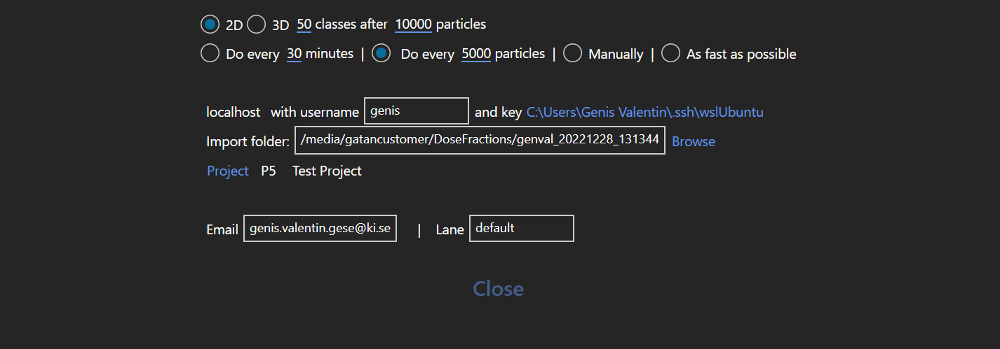 2D 3D 50 classes after 10000 particles
Do every 30 minutes | Do every 5000 particles | Manually | As fast as possible
localhost with username genis and key C:\Users\Genis Valentin\.ssh\wslUbuntu
Import folder: /media/gatancustomer/DoseFractions/genval_20221228_131344 Browse
Project P5 Test Project
Email genis.valentin.gese@ki.se | Lane default
Close